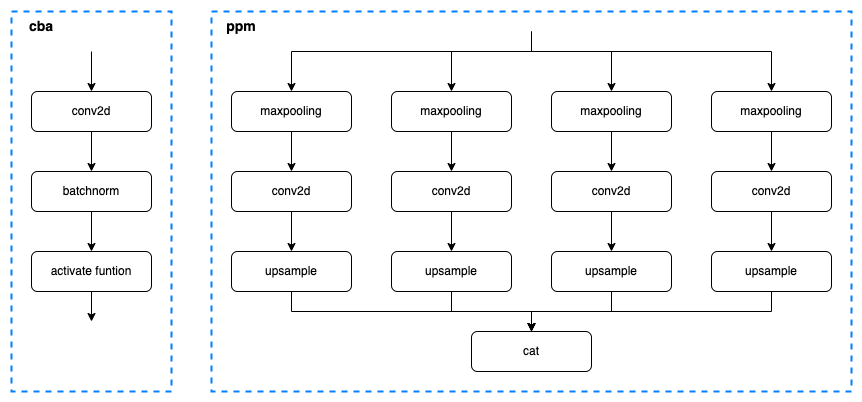 cba
conv2d
batchnorm
activate funtion
ppm
maxpooling
maxpooling
maxpooling
maxpooling
conv2d
conv2d
conv2d
conv2d
upsample
upsample
upsample
upsample
cat